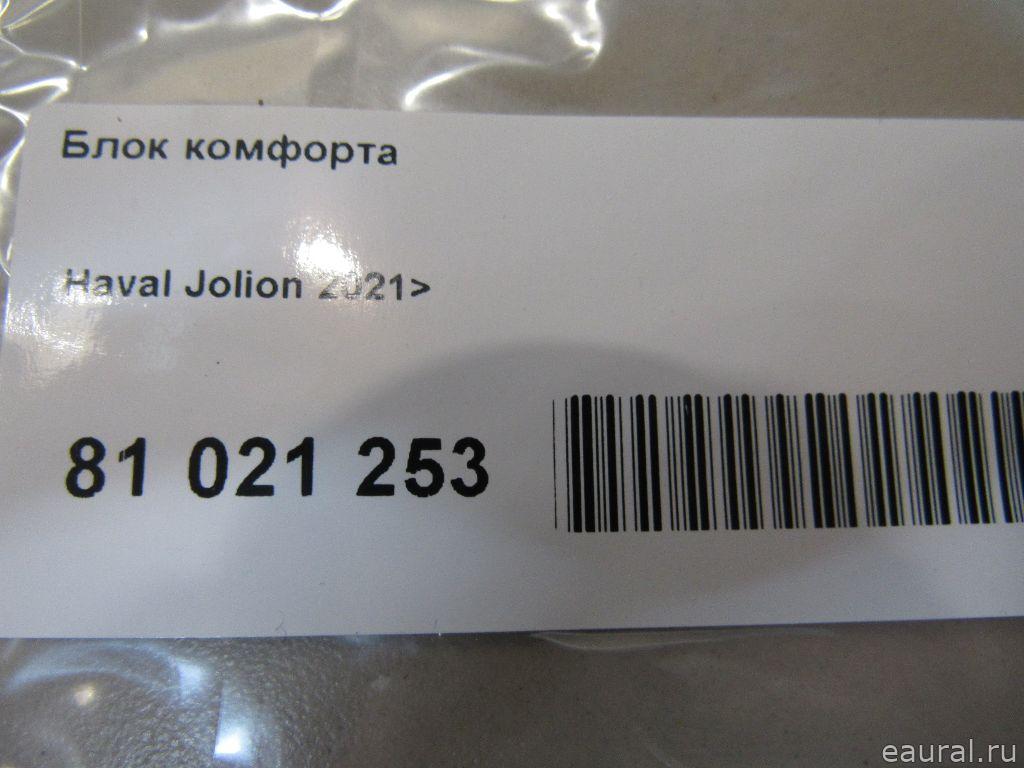 Блок комфорта
Haval Jolion 2021>
81 021 253
eaural.ru